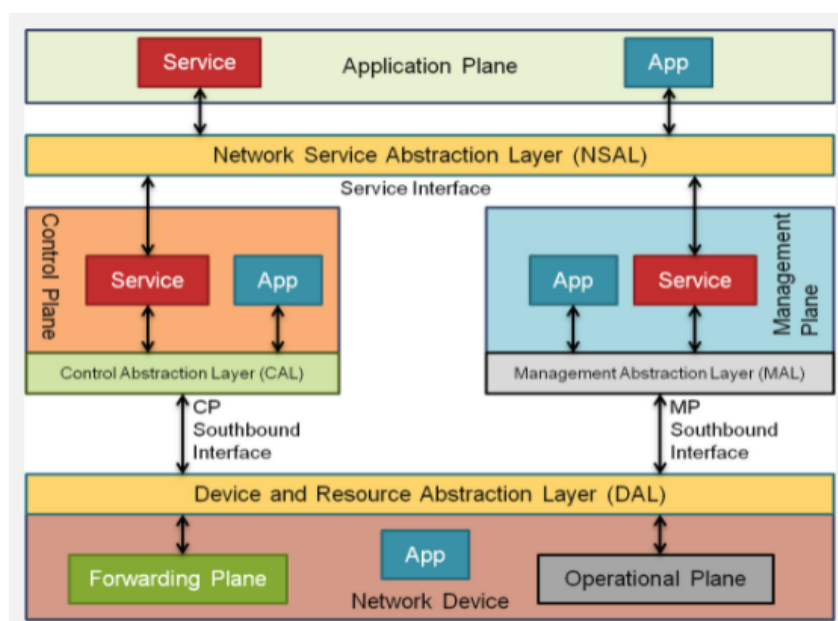 Service
Application Plane
App
Network Service Abstraction Layer (NSAL)
Service Interface
Control Plane
Service
App
App
Service
Management
Plane
Control Abstraction Layer (CAL)
Management Abstraction Layer (MAL)
CP
Southbound
Interface
MP
Southbound
Interface
Device and Resource Abstraction Layer (DAL)
App
Forwarding Plane
Operational Plane
Network Device